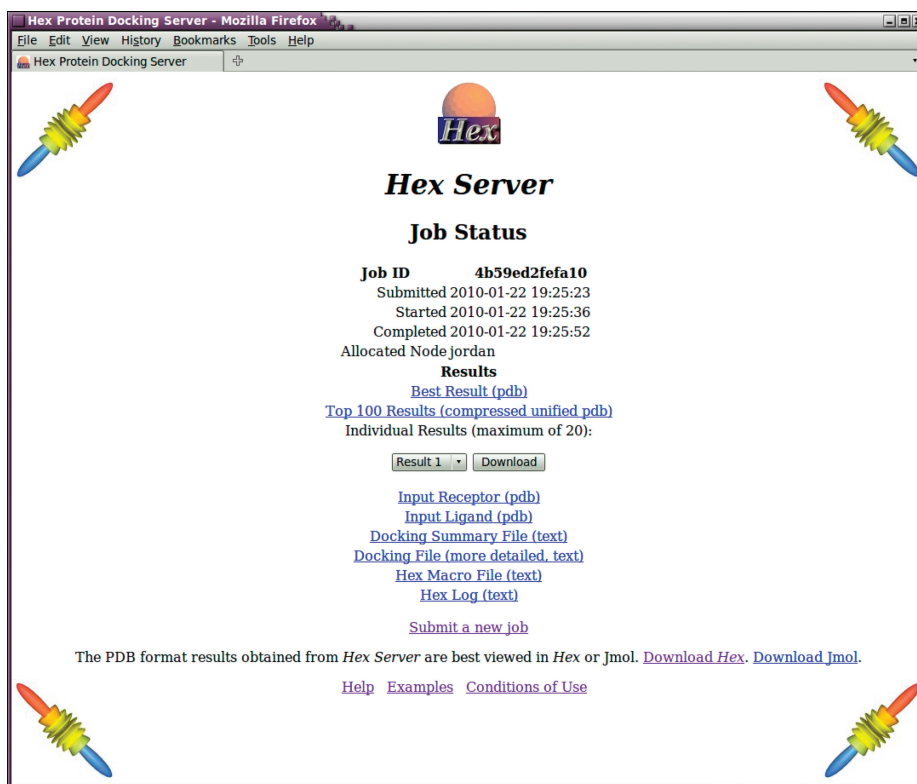 Hex Protein Docking Server - Mozilla Firefox
File Edit View History Bookmarks Tools Help
Hex Protein Docking Server
Hex
Hex Server
Job Status
Job ID 4b59ed2fefa10
Submitted 2010-01-22 19:25:23
Started 2010-01-22 19:25:36
Completed 2010-01-22 19:25:52
Allocated Node jordan
Results
Best Result (pdb)
Top 100 Results (compressed unified pdb)
Individual Results (maximum of 20):
Result 1 Download
Input Receptor (pdb)
Input Ligand (pdb)
Docking Summary File (text)
Docking File (more detailed, text)
Hex Macro File (text)
Hex Log (text)
Submit a new job
The PDB format results obtained from Hex Server are best viewed in Hex or Jmol. Download Hex. Download Jmol.
Help Examples Conditions of Use